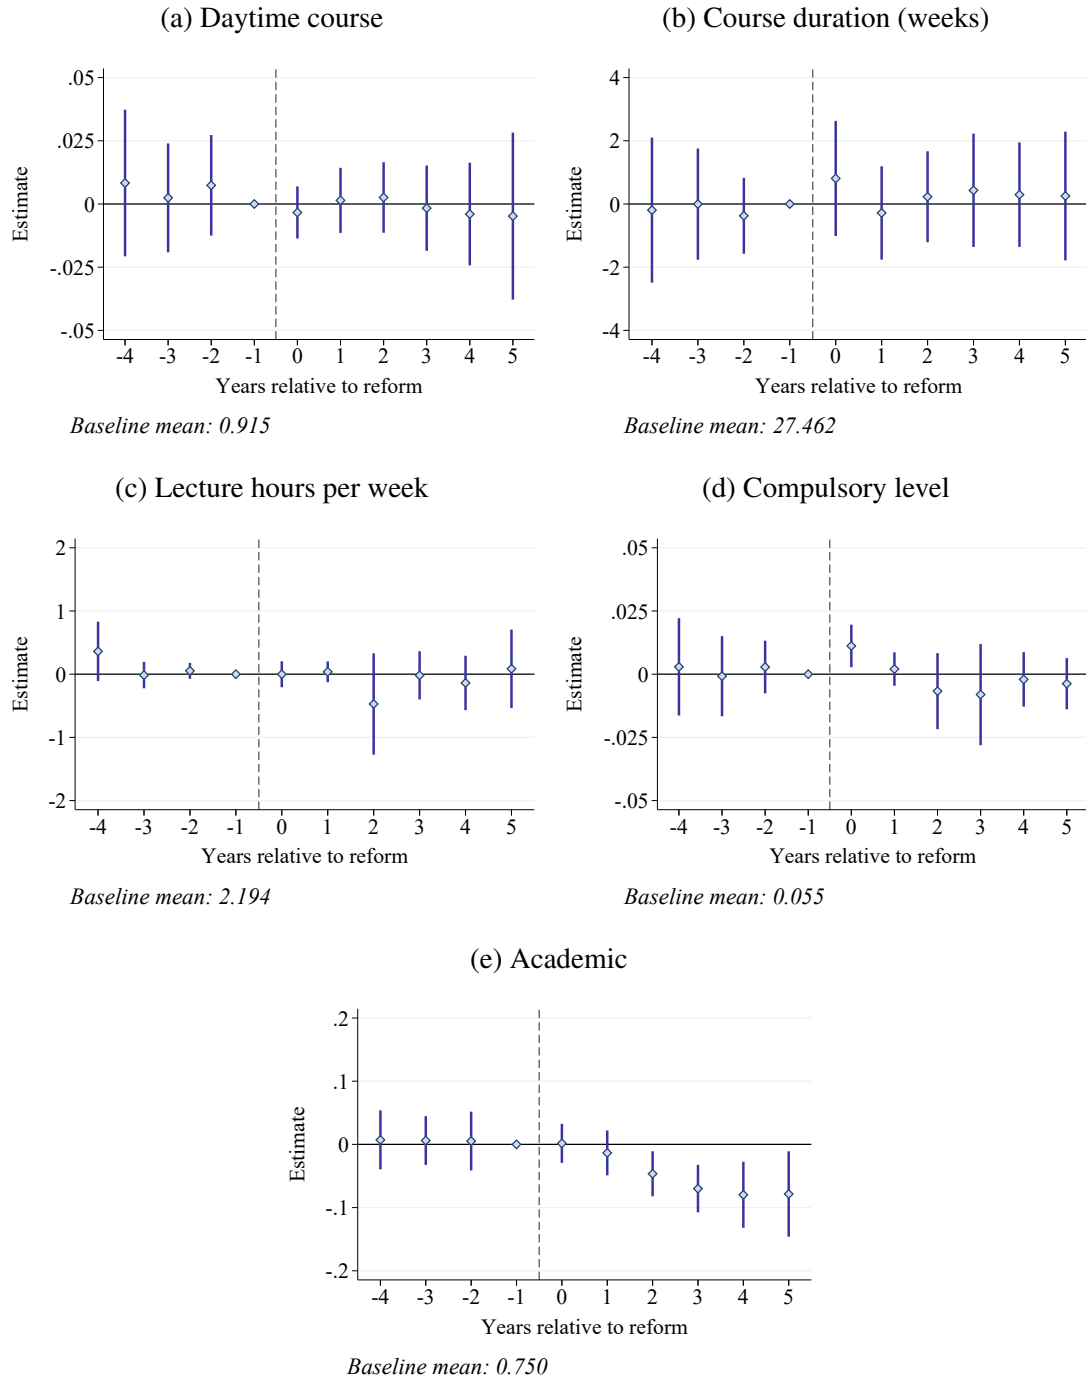 (a) Daytime course
.05
.025
0
-.025
-.05
Estimate
-4 -3 -2 -1 0 1 2 3 4 5
Years relative to reform
Baseline mean: 0.915
(b) Course duration (weeks)
4
2
0
-2
-4
Estimate
-4 -3 -2 -1 0 1 2 3 4 5
Years relative to reform
Baseline mean: 27.462
(c) Lecture hours per week
2
1
0
-1
-2
Estimate
-4 -3 -2 -1 0 1 2 3 4 5
Years relative to reform
Baseline mean: 2.194
(d) Compulsory level
.05
.025
0
-.025
-.05
Estimate
-4 -3 -2 -1 0 1 2 3 4 5
Years relative to reform
Baseline mean: 0.055
(e) Academic
.2
.1
0
-.1
-.2
Estimate
-4 -3 -2 -1 0 1 2 3 4 5
Years relative to reform
Baseline mean: 0.750